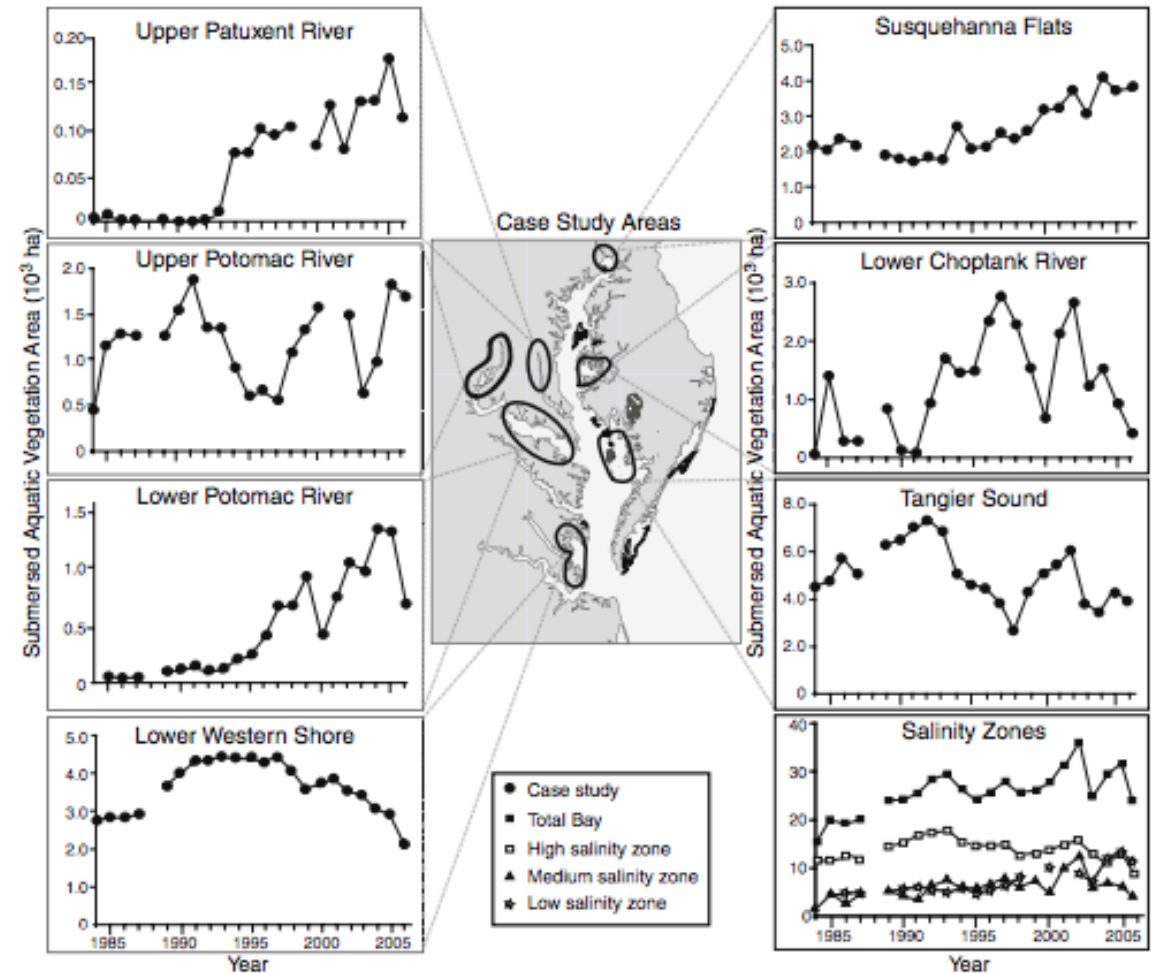 Upper Patuxent River
0.20
0.15
0.10
0.05
0
Upper Potomac River
2.0
1.5
1.0
0.5
0
Lower Potomac River
1.5
1.0
0.5
0
Lower Western Shore
5.0
4.0
3.0
2.0
1.0
0
1985 1990 1995 2000 2005
Year
Submersed Aquatic Vegetation Area (10³ ha)
Case Study Areas
Case study
Total Bay
High salinity zone
Medium salinity zone
Low salinity zone
Submersed Aquatic Vegetation Area (10³ ha)
Susquehanna Flats
5.0
4.0
3.0
2.0
1.0
0
Lower Choptank River
3.0
2.0
1.0
0
Tangier Sound
8.0
6.0
4.0
2.0
0
Salinity Zones
40
30
20
10
0
1985 1990 1995 2000 2005
Year